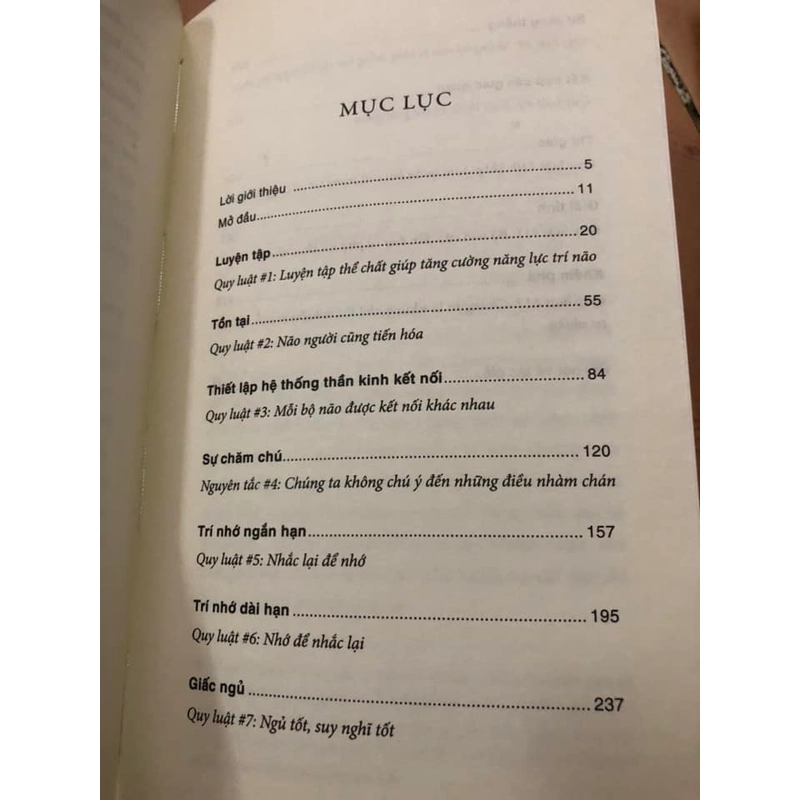 MỤC LỤC
Lời giới thiệu ........ 5
Mở đầu ........ 11
Luyện tập ........ 20
Quy luật #1: Luyện tập thể chất giúp tăng cường năng lực trí não
Tồn tại ........ 55
Quy luật #2: Não người cũng tiến hóa
Thiết lập hệ thống thần kinh kết nối ........ 84
Quy luật #3: Mỗi bộ não được kết nối khác nhau
Sự chăm chú ........ 120
Nguyên tắc #4: Chúng ta không chú ý đến những điều nhàm chán
Trí nhớ ngắn hạn ........ 157
Quy luật #5: Nhắc lại để nhớ
Trí nhớ dài hạn ........ 195
Quy luật #6: Nhớ để nhắc lại
Giấc ngủ ........ 237
Quy luật #7: Ngủ tốt, suy nghĩ tốt